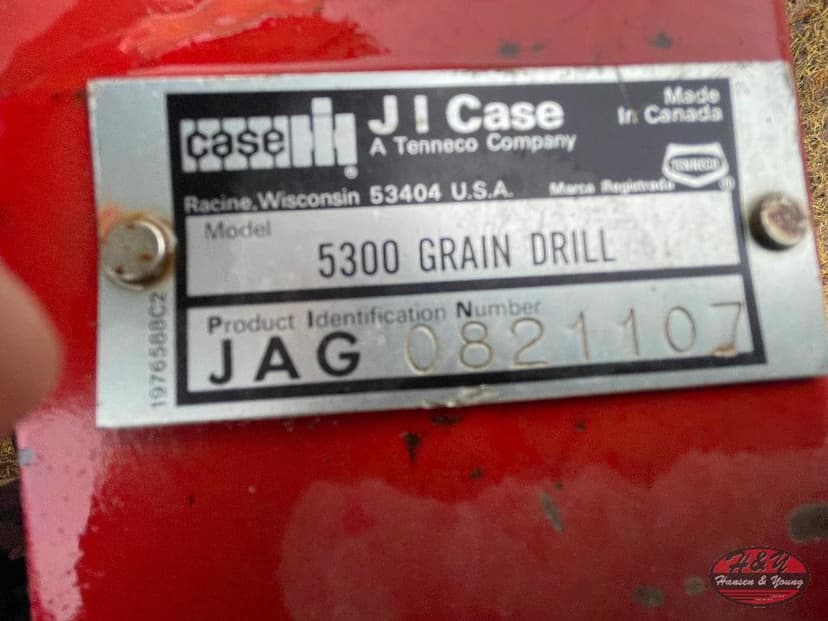 case IH ®
J I Case
A Tenneco Company
Made
In Canada
TENNECO ®
Racine, Wisconsin 53404 U.S.A.
Marca Registrada
Model
5300 GRAIN DRILL
Product Identification Number
JAG 0821107
1976588C2
H&Y
Hansen & Young